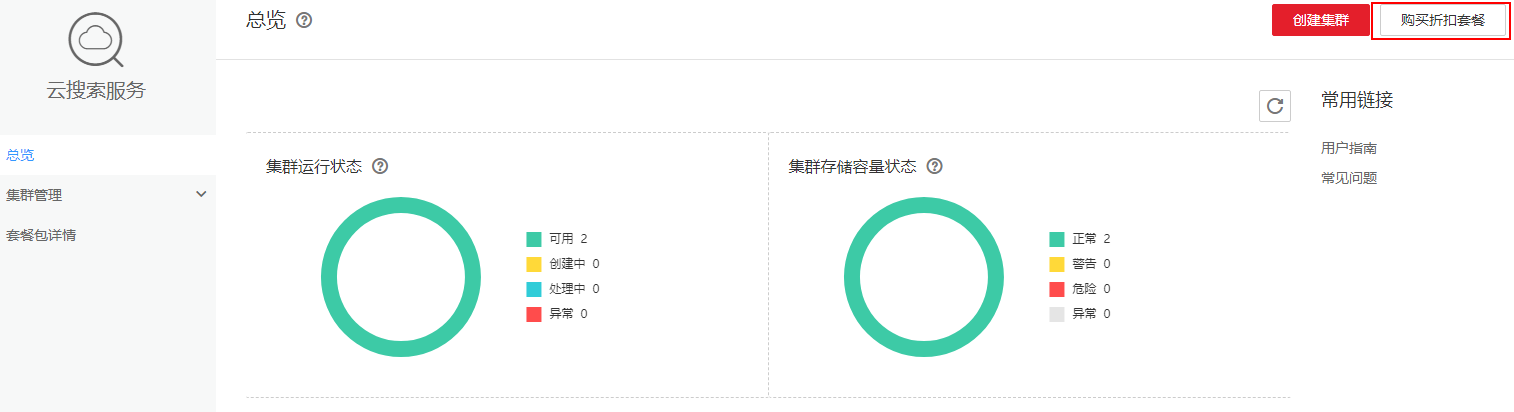 云搜索服务
总览
集群管理
套餐包详情
总览
创建集群
购买折扣套餐
集群运行状态
可用 2
创建中 0
处理中 0
异常 0
集群存储容量状态
正常 2
警告 0
危险 0
异常 0
常用链接
用户指南
常见问题